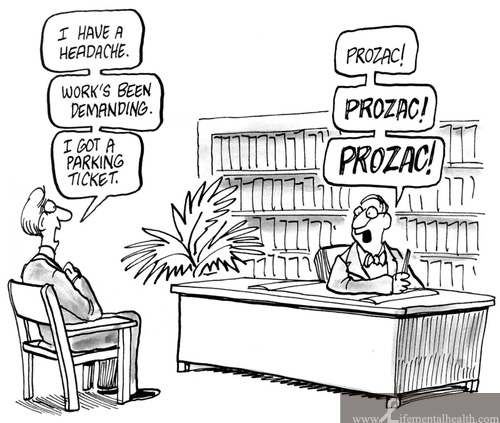 I HAVE A
HEADACHE.
WORK'S BEEN
DEMANDING.
I GOT A
PARKING
TICKET.
PROZAC!
PROZAC!
PROZAC!
www.lifementalhealth.com